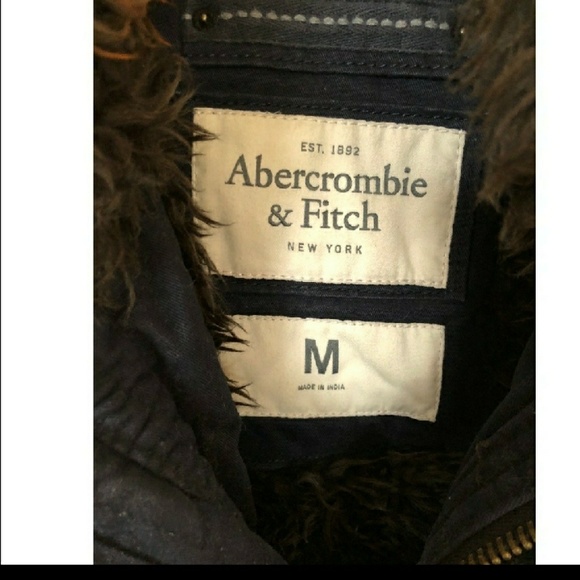 EST. 1892
Abercrombie
& Fitch
NEW YORK
M
MADE IN INDIA